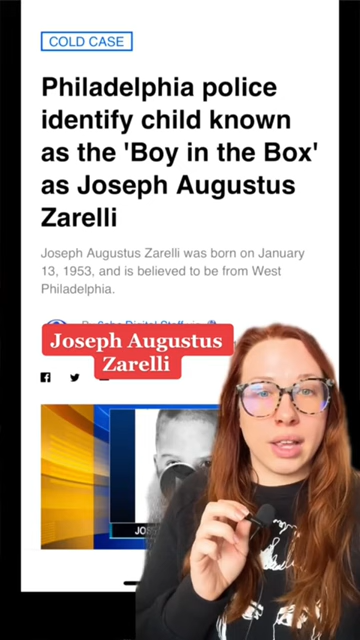 COLD CASE
Philadelphia police
identify child known
as the 'Boy in the Box'
as Joseph Augustus
Zarelli
Joseph Augustus Zarelli was born on January
13, 1953, and is believed to be from West
Philadelphia.
Joseph Augustus
Zarelli